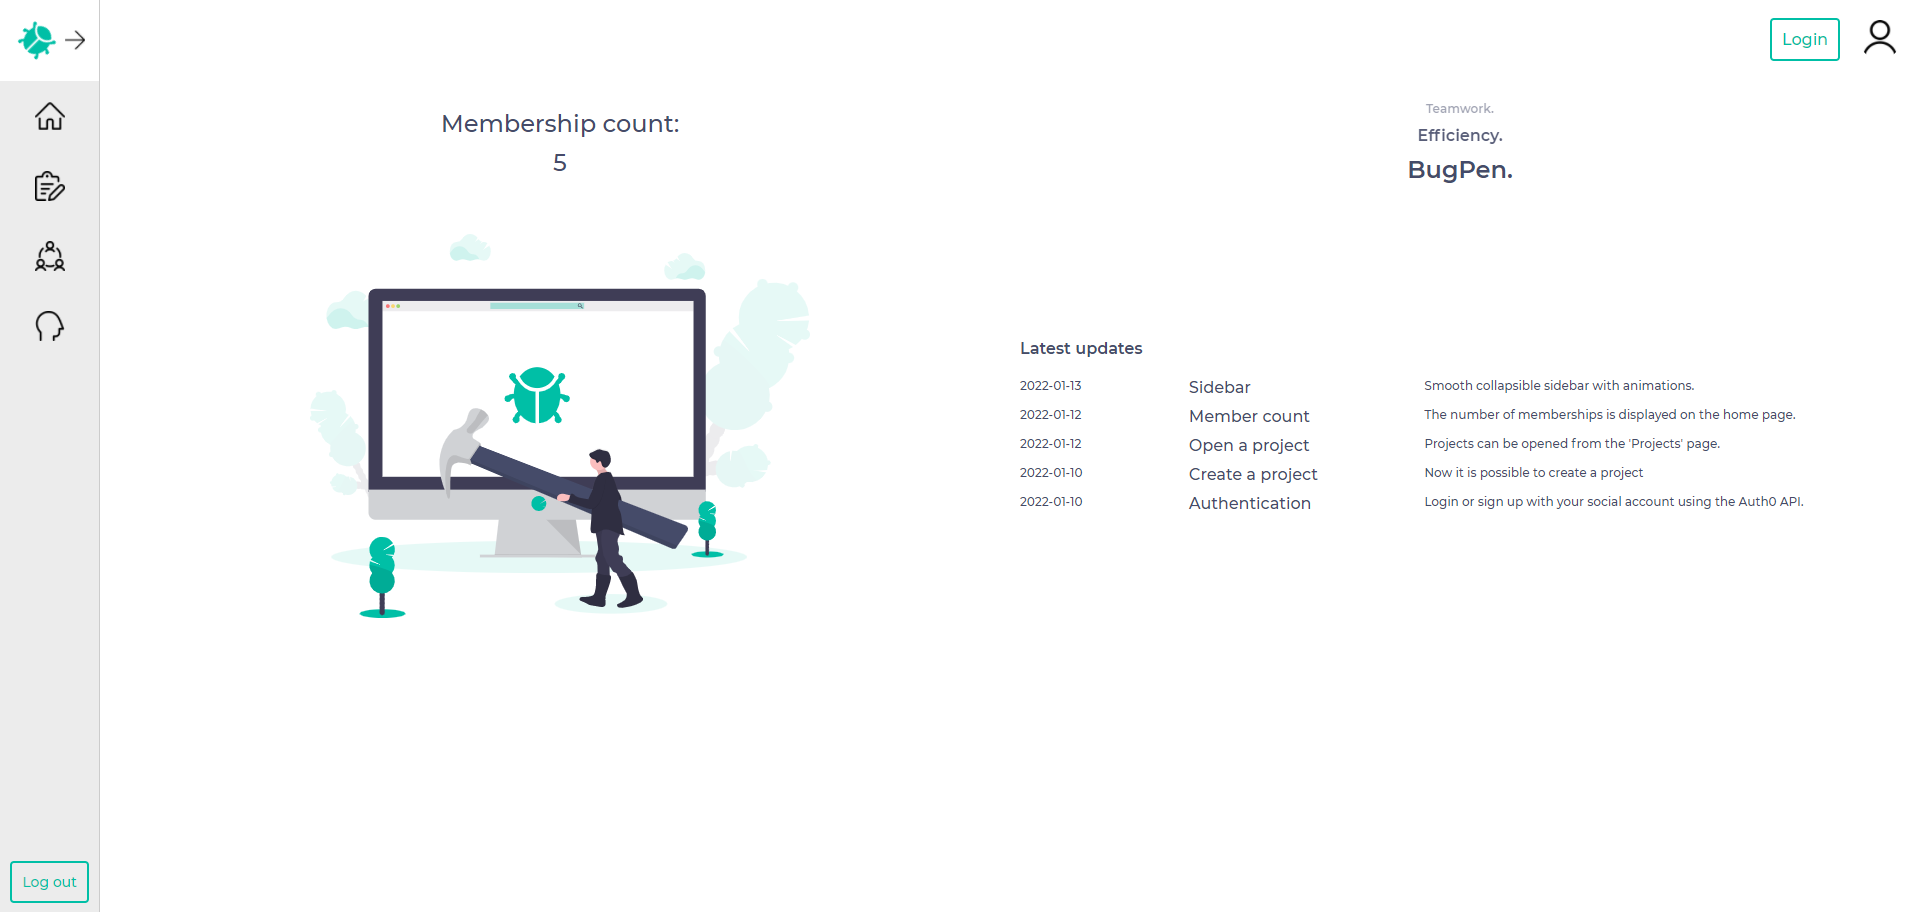 Login
Membership count:
5
Teamwork.
Efficiency.
BugPen.
Latest updates
2022-01-13 Sidebar Smooth collapsible sidebar with animations.
2022-01-12 Member count The number of memberships is displayed on the home page.
2022-01-12 Open a project Projects can be opened from the 'Projects' page.
2022-01-10 Create a project Now it is possible to create a project
2022-01-10 Authentication Login or sign up with your social account using the Auth0 API.
Log out